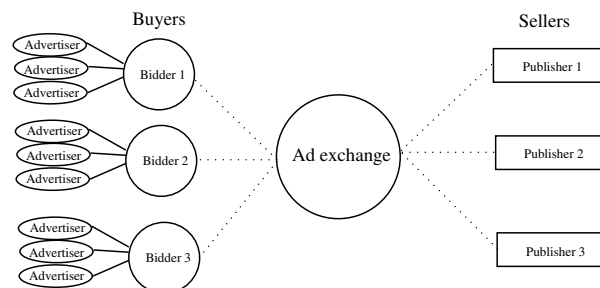 Buyers
Sellers
Advertiser
Advertiser
Advertiser
Bidder 1
Advertiser
Advertiser
Advertiser
Bidder 2
Advertiser
Advertiser
Advertiser
Bidder 3
Ad exchange
Publisher 1
Publisher 2
Publisher 3